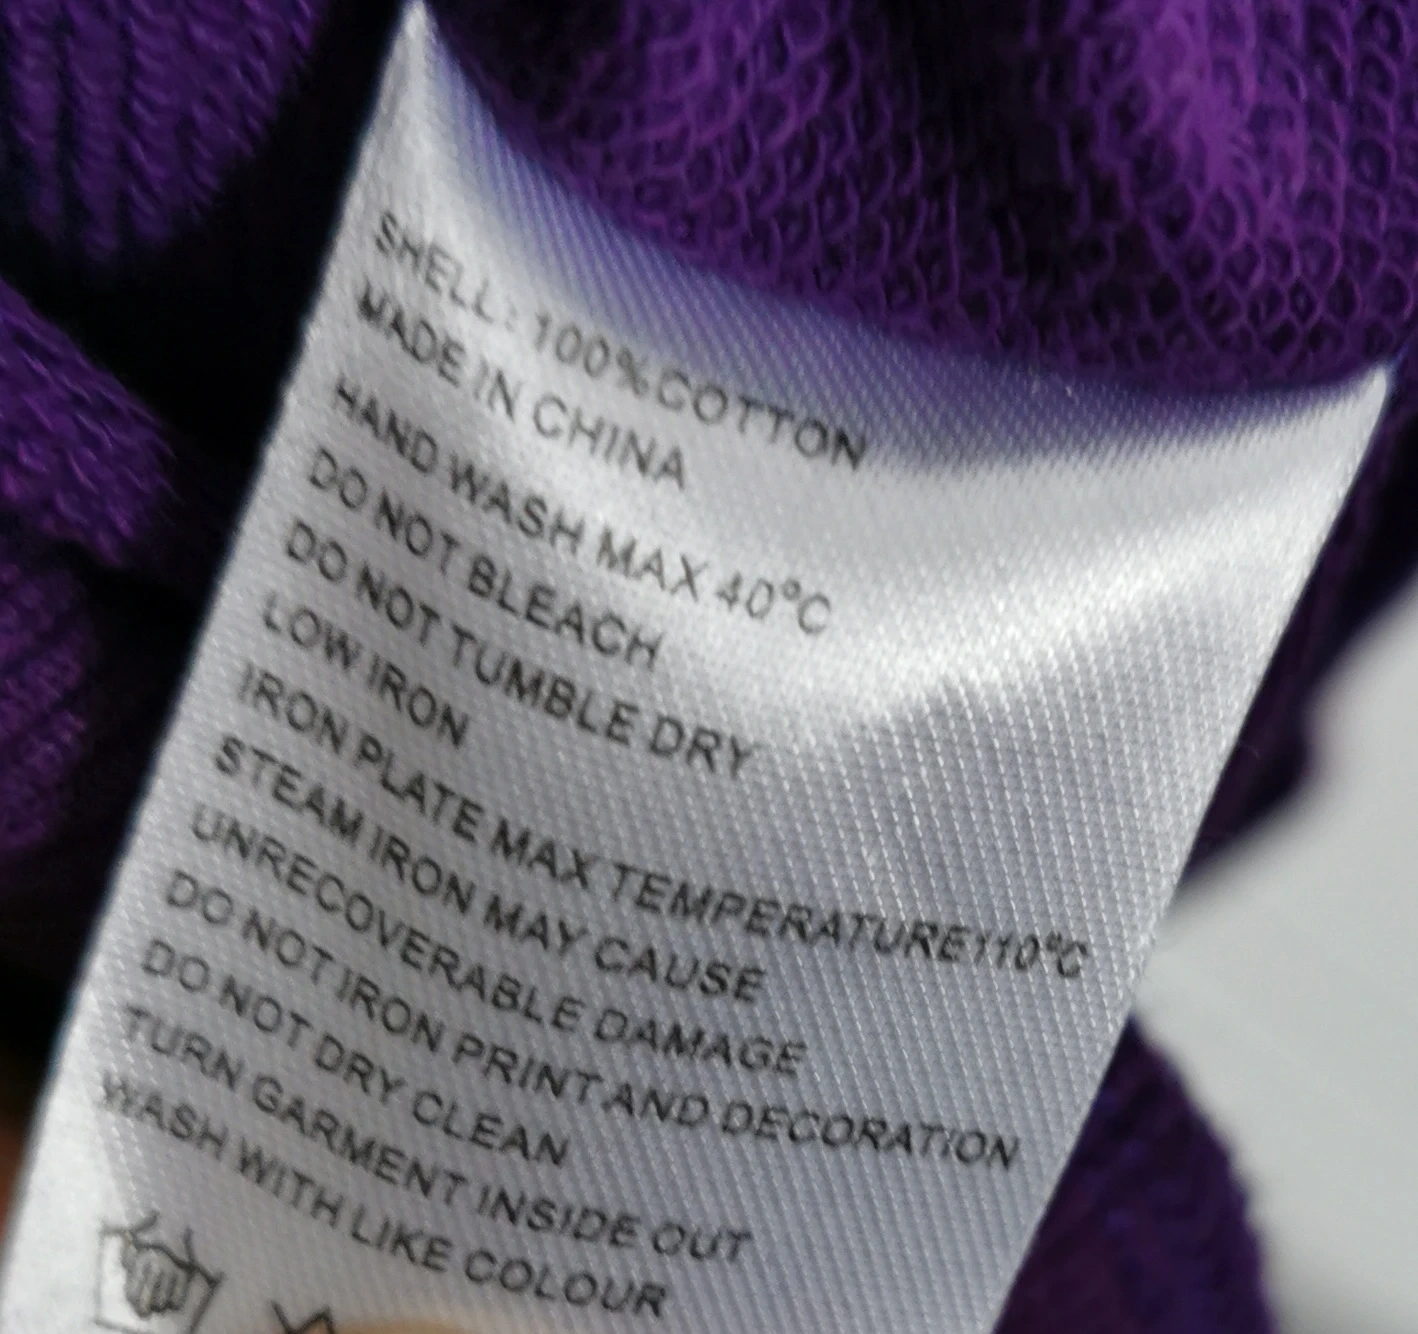 SHELL: 100%COTTON
MADE IN CHINA
HAND WASH MAX 40°C
DO NOT BLEACH
DO NOT TUMBLE DRY
LOW IRON
IRON PLATE MAX TEMPERATURE110°C
STEAM IRON MAY CAUSE
UNRECOVERABLE DAMAGE
DO NOT IRON PRINT AND DECORATION
DO NOT DRY CLEAN
TURN GARMENT INSIDE OUT
WASH WITH LIKE COLOUR